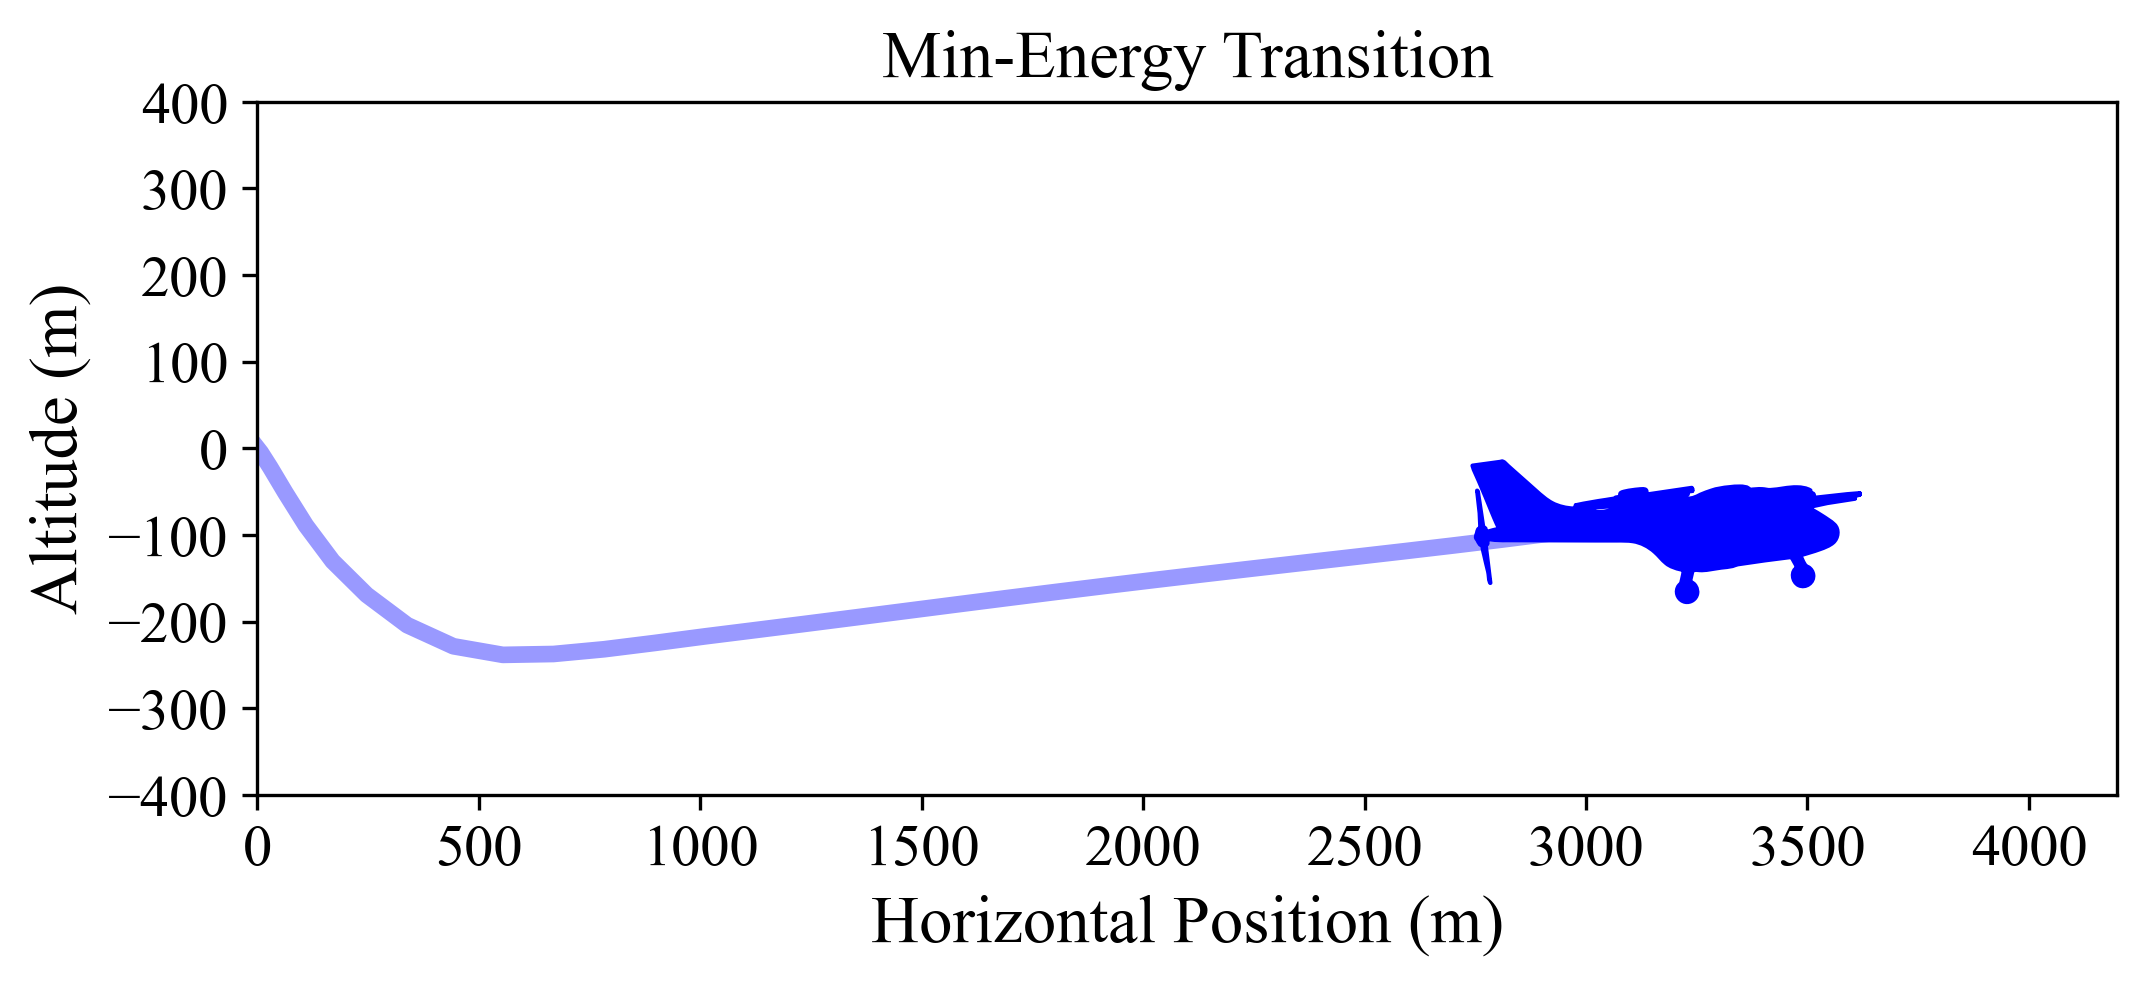 Min-Energy Transition
Altitude (m)
400
300
200
100
0
−100
−200
−300
−400
0 500 1000 1500 2000 2500 3000 3500 4000
Horizontal Position (m)